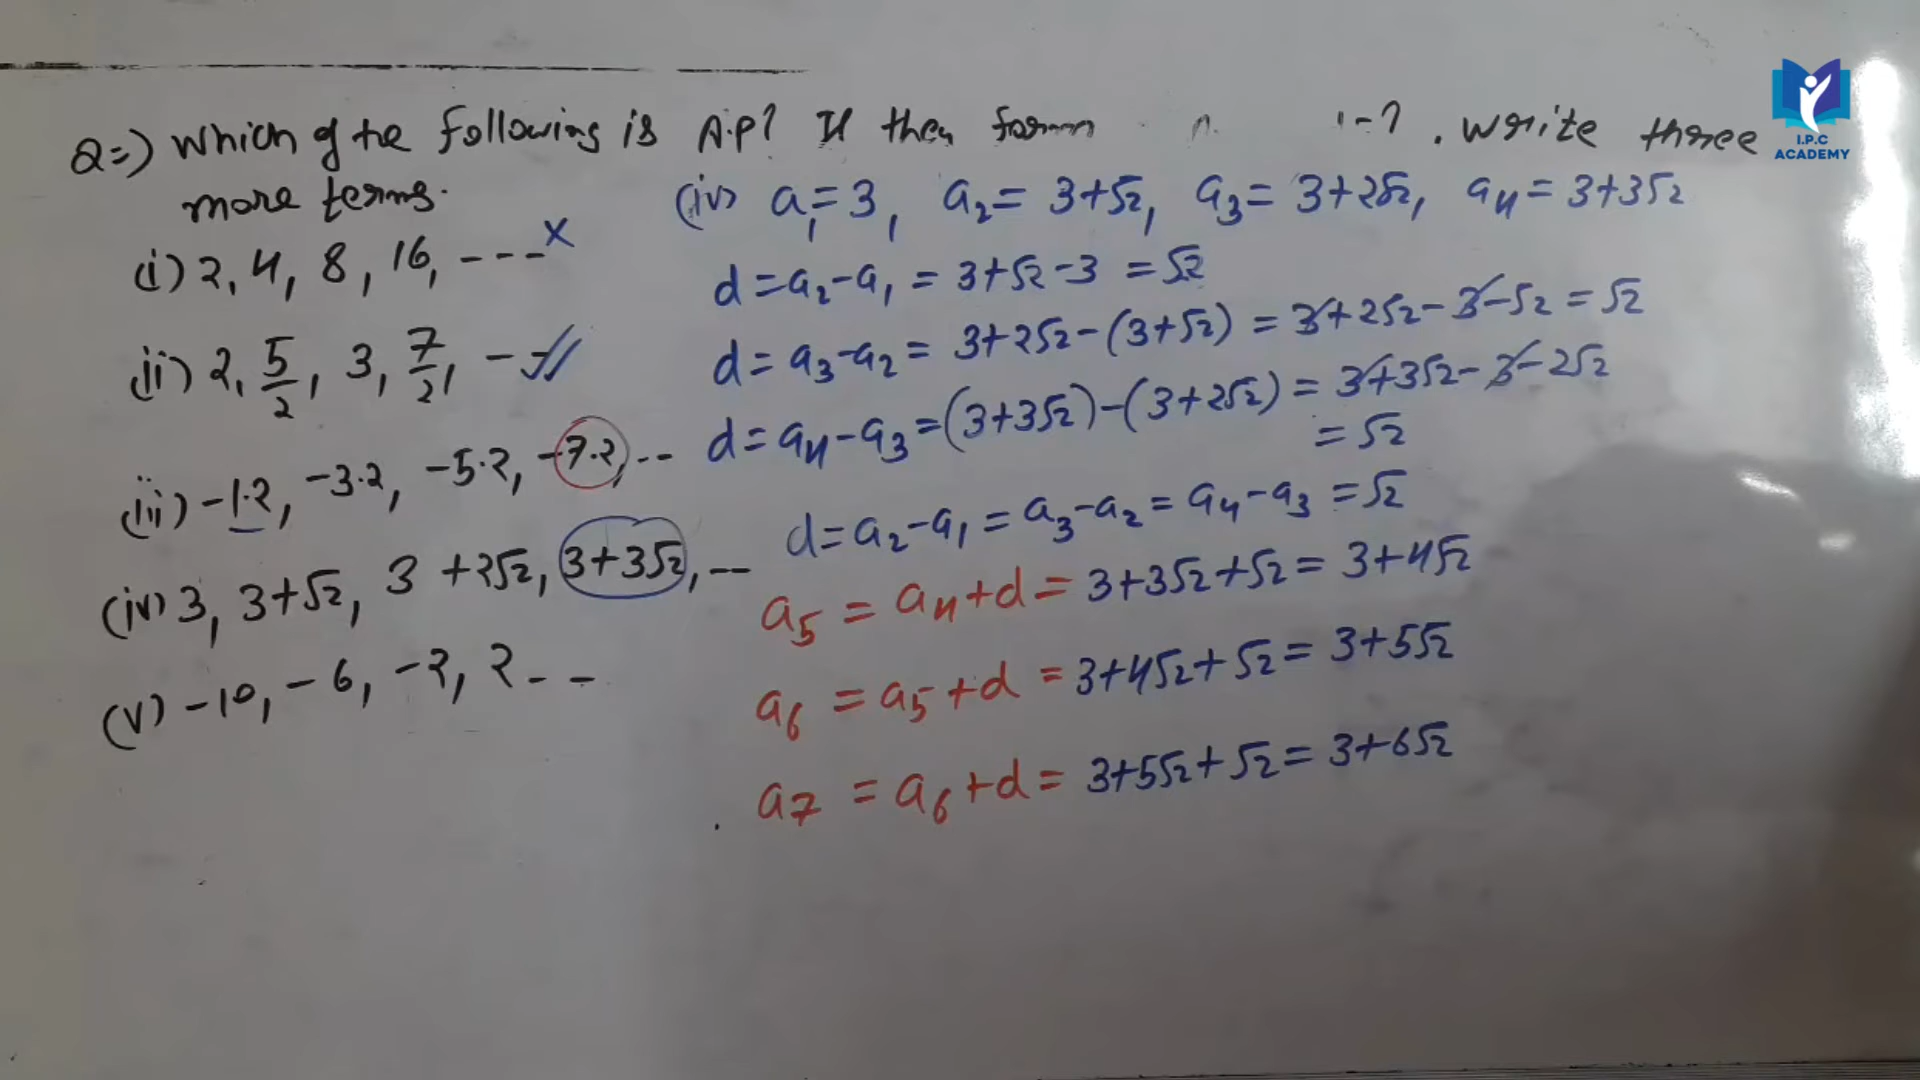 Q=) Which of the following is A.P? If they form . write three
more terms.
(i) 2, 4, 8, 16, ---- x
(ii) 2, 5/2, 3, 7/2, --
(iii) -1.2, -3.2, -5.2, -7.2, --
(iv) 3, 3+√2, 3+2√2, 3+3√2, --
(v) -10, -6, -2, 2 - -
(iv) a₁=3, a₂= 3+√2, a₃= 3+2√2, a₄ = 3+3√2
d = a₂-a₁ = 3+√2-3 = √2
d = a₃-a₂ = 3+2√2-(3+√2) = 3+2√2-3-√2 = √2
d = a₄-a₃ = (3+3√2)-(3+2√2) = 3+3√2-3-2√2
= √2
d = a₂-a₁ = a₃-a₂ = a₄-a₃ = √2
a₅ = a₄+d = 3+3√2+√2 = 3+4√2
a₆ = a₅+d = 3+4√2+√2 = 3+5√2
a₇ = a₆+d = 3+5√2+√2 = 3+6√2
I.P.C
ACADEMY